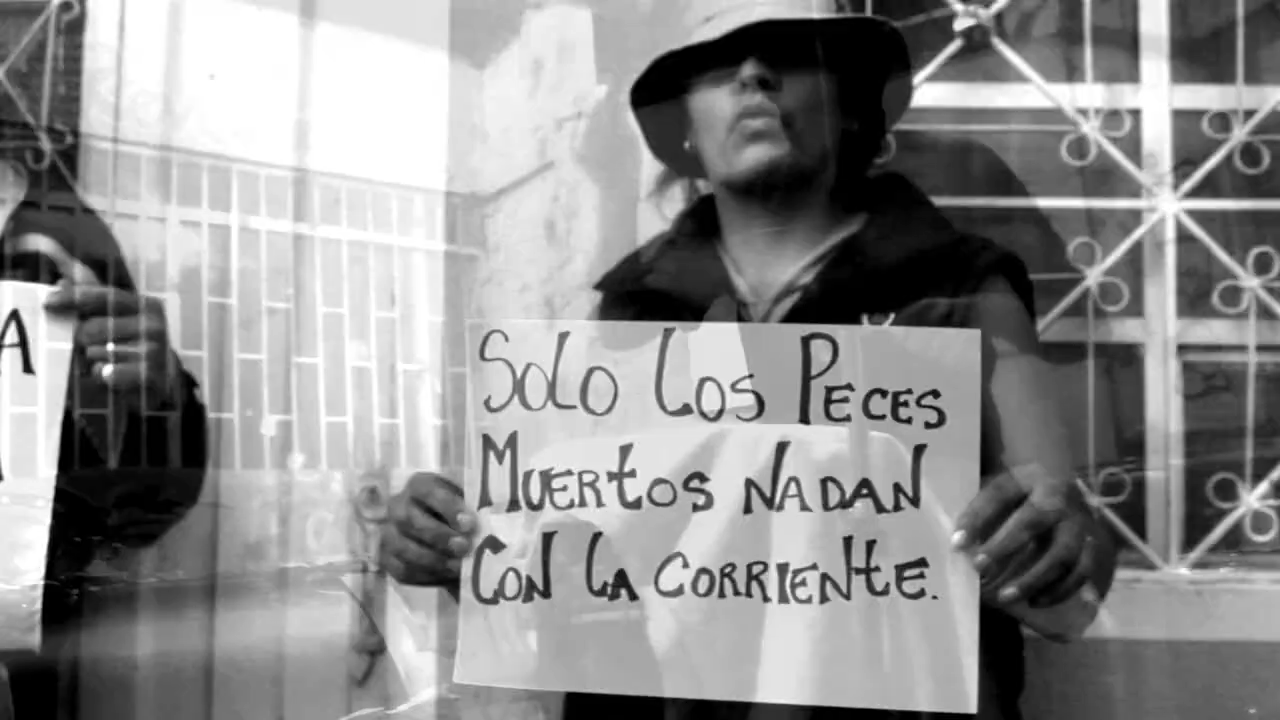 Solo los Peces
Muertos nadan
con la corriente.
A